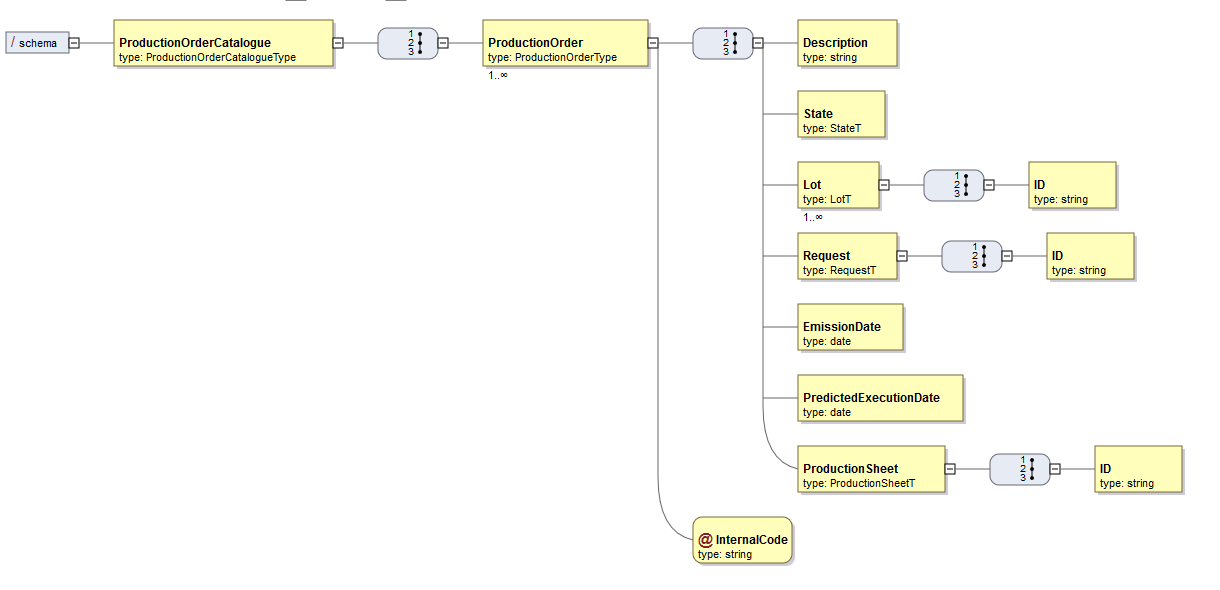 / schema
ProductionOrderCatalogue
type: ProductionOrderCatalogueType
1
2
3
ProductionOrder
type: ProductionOrderType
1..∞
1
2
3
Description
type: string
State
type: StateT
Lot
type: LotT
1..∞
1
2
3
ID
type: string
Request
type: RequestT
1
2
3
ID
type: string
EmissionDate
type: date
PredictedExecutionDate
type: date
ProductionSheet
type: ProductionSheetT
1
2
3
ID
type: string
@ InternalCode
type: string